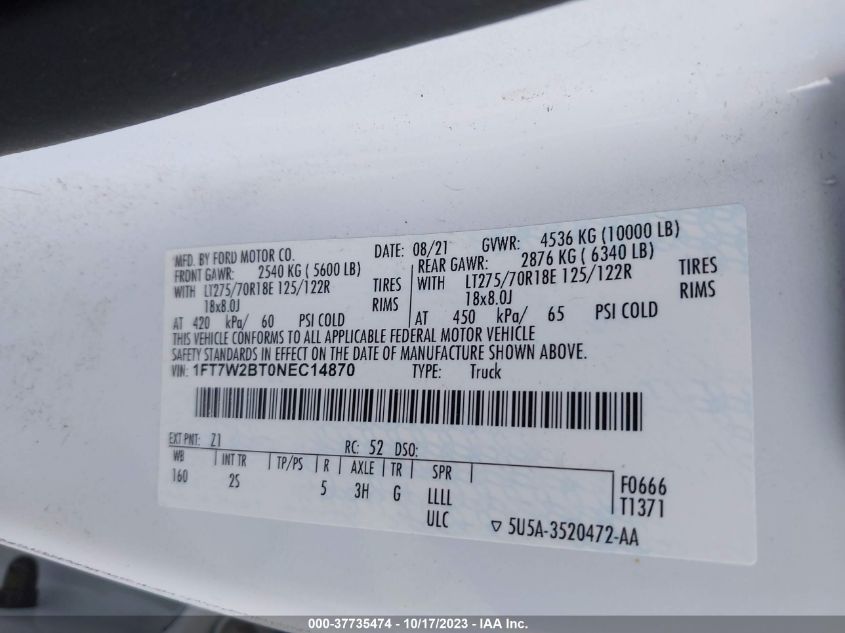 MFD. BY FORD MOTOR CO. DATE: 08/21 GVWR: 4536 KG (10000 LB)
FRONT GAWR: 2540 KG ( 5600 LB) REAR GAWR: 2876 KG ( 6340 LB)
WITH LT275/70R18E 125/122R TIRES WITH LT275/70R18E 125/122R TIRES
18x8.0J RIMS 18x8.0J RIMS
AT 420 kPa/ 60 PSI COLD AT 450 kPa/ 65 PSI COLD
THIS VEHICLE CONFORMS TO ALL APPLICABLE FEDERAL MOTOR VEHICLE
SAFETY STANDARDS IN EFFECT ON THE DATE OF MANUFACTURE SHOWN ABOVE.
VIN: 1FT7W2BT0NEC14870 TYPE: Truck
EXT PNT: Z1 RC: 52 DSO:
WB INT TR TP/PS R AXLE TR SPR
160 2S 5 3H G LLLL
ULC
F0666
T1371
5U5A-3520472-AA
000-37735474 - 10/17/2023 - IAA Inc.